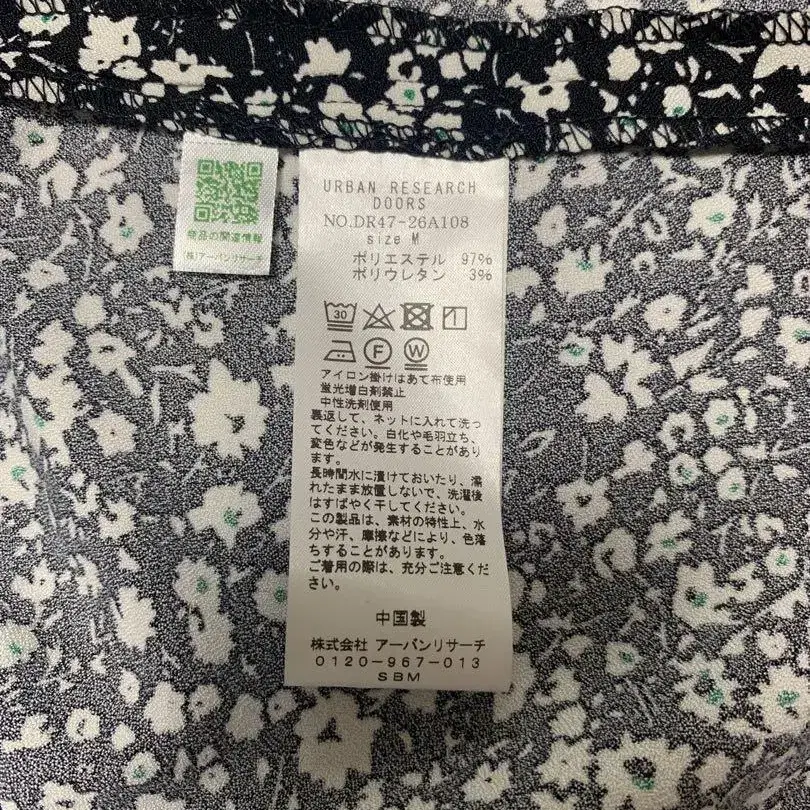 商品の関連情報
(株)アーバンリサーチ
URBAN RESEARCH
DOORS
NO.DR47-26A108
size M
ポリエステル 97%
ポリウレタン 3%
30
F
W
アイロン掛けはあて布使用
蛍光増白剤禁止
中性洗剤使用
裏返して、ネットに入れて洗っ
てください。白化や毛羽立ち、
変色などが発生することがあり
ます。
長時間水に漬けておいたり、濡
れたまま放置しないで、洗濯後
はすばやく干してください。
この製品は、素材の特性上、水
分や汗、摩擦などにより、色落
ちすることがあります。
ご着用の際は、充分ご注意くだ
さい。
中国製
株式会社 アーバンリサーチ
0120-967-013
SBM